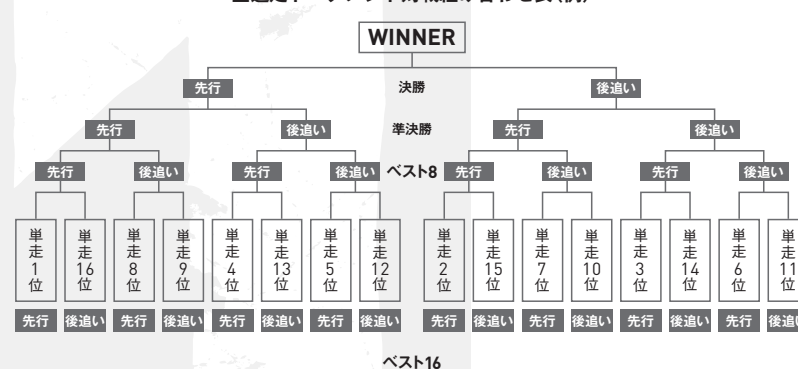 WINNER
先行 決勝 後追い
先行 後追い 準決勝 先行 後追い
先行 後追い 先行 後追い ベスト8 先行 後追い 先行 後追い
単走1位 単走16位 単走8位 単走9位 単走4位 単走13位 単走5位 単走12位 単走2位 単走15位 単走7位 単走10位 単走3位 単走14位 単走6位 単走11位
先行 後追い 先行 後追い 先行 後追い 先行 後追い 先行 後追い 先行 後追い 先行 後追い 先行 後追い
ベスト16